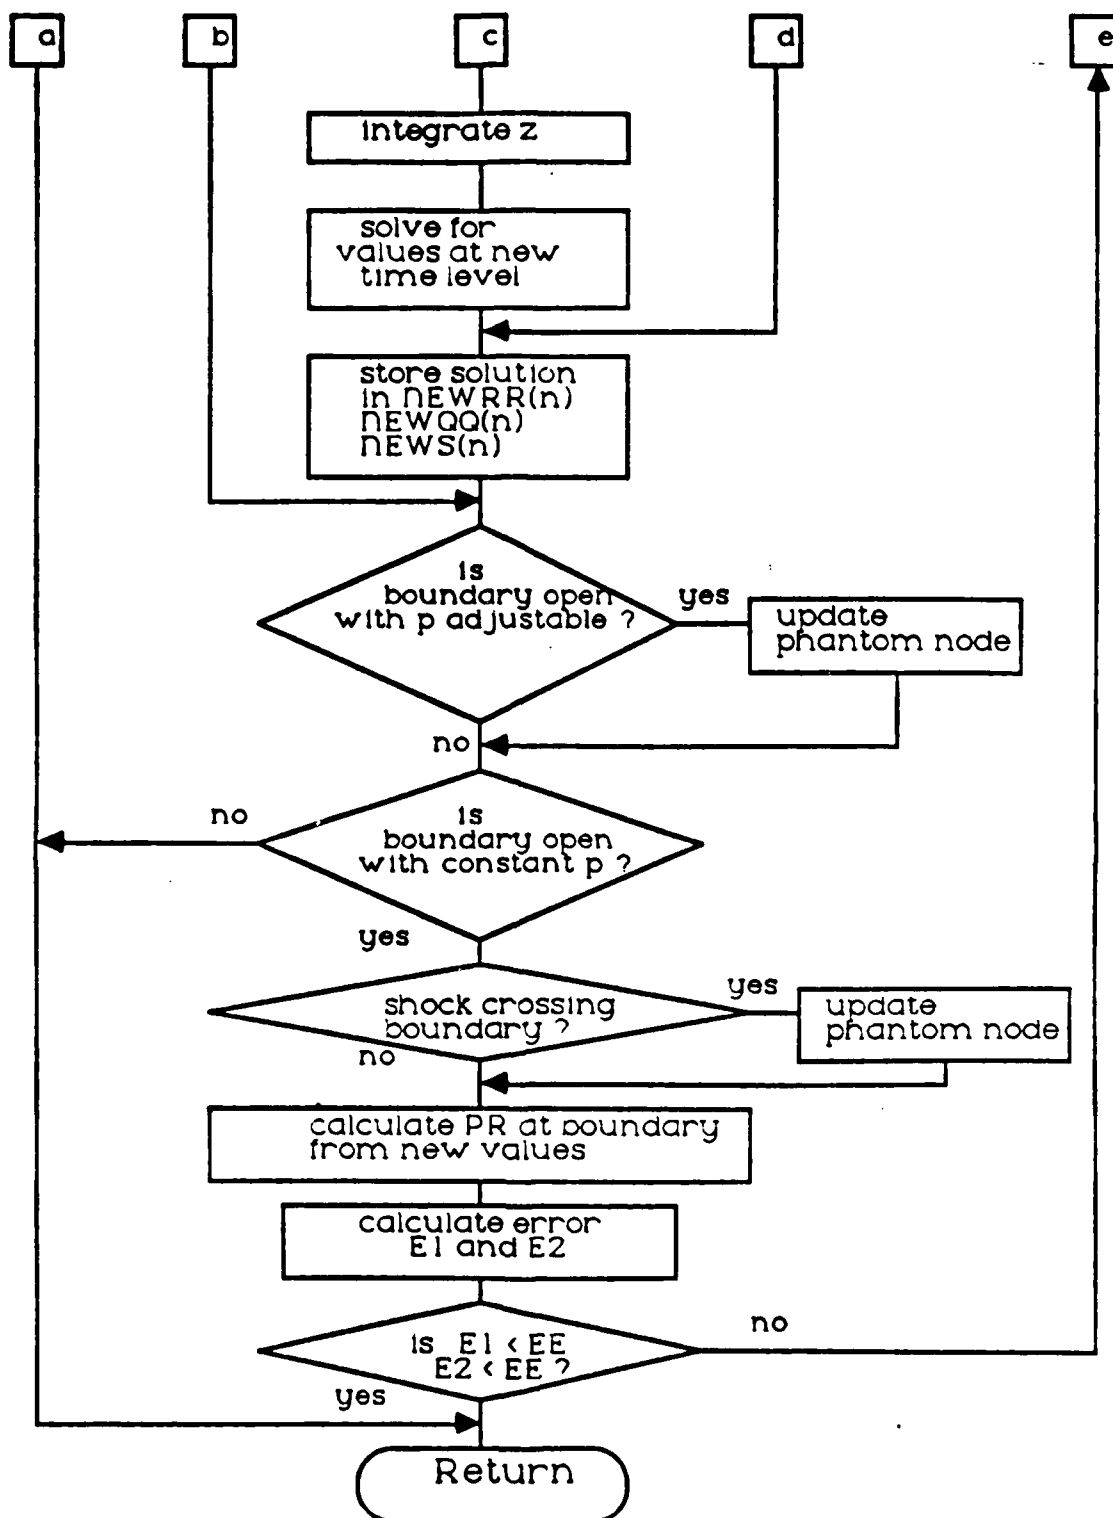 a
b
c
d
e
integrate z
solve for
values at new
time level
store solution
in NEWRR(n)
NEWQQ(n)
NEWS(n)
is
boundary open
with p adjustable ?
yes
update
phantom node
no
is
boundary open
with constant p ?
no
yes
shock crossing
boundary ?
yes
update
phantom node
no
calculate PR at boundary
from new values
calculate error
E1 and E2
is E1 < EE
E2 < EE ?
no
yes
Return